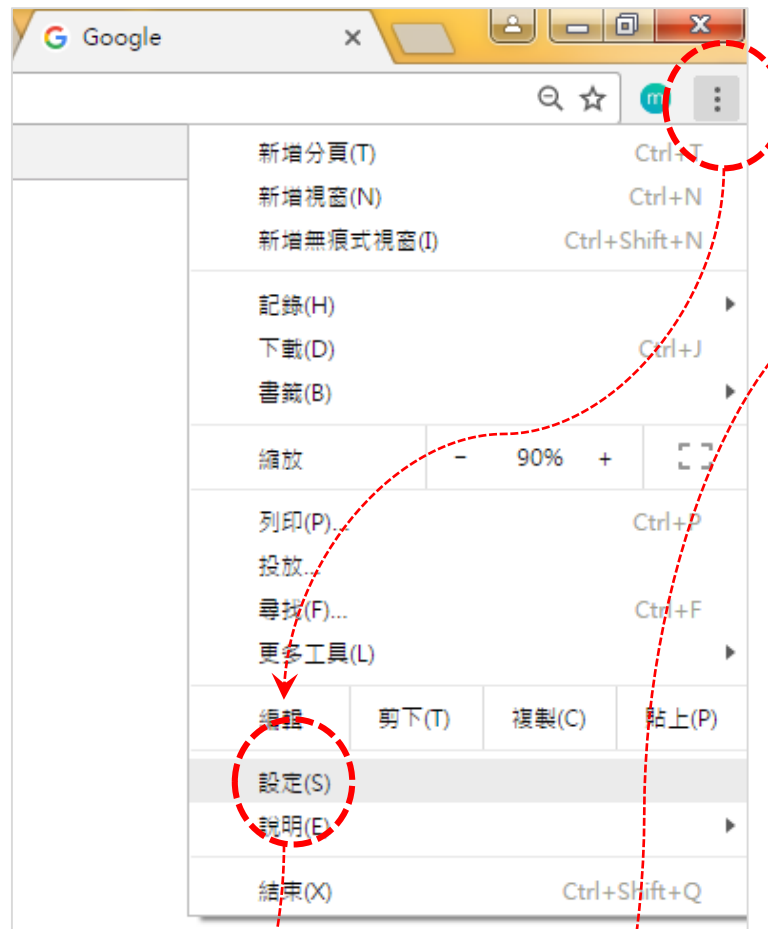 Google
m
新增分頁(T) Ctrl+T
新增視窗(N) Ctrl+N
新增無痕式視窗(I) Ctrl+Shift+N
記錄(H)
下載(D) Ctrl+J
書籤(B)
縮放 - 90% +
列印(P)... Ctrl+P
投放...
尋找(F)... Ctrl+F
更多工具(L)
編輯 剪下(T) 複製(C) 貼上(P)
設定(S)
說明(E)
結束(X) Ctrl+Shift+Q